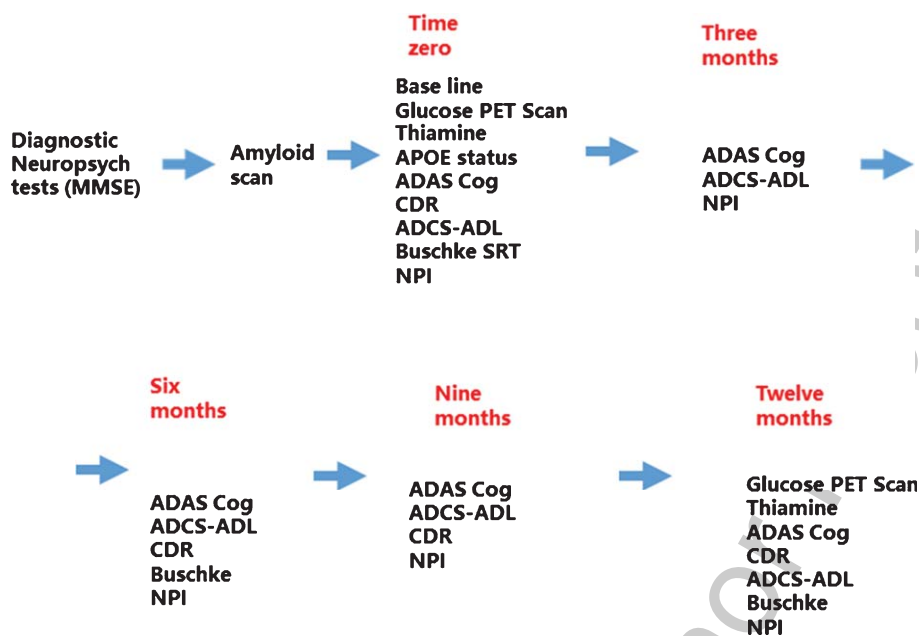 Diagnostic
Neuropsych
tests (MMSE)
Amyloid
scan
Time
zero
Base line
Glucose PET Scan
Thiamine
APOE status
ADAS Cog
CDR
ADCS-ADL
Buschke SRT
NPI
Three
months
ADAS Cog
ADCS-ADL
NPI
Six
months
ADAS Cog
ADCS-ADL
CDR
Buschke
NPI
Nine
months
ADAS Cog
ADCS-ADL
CDR
NPI
Twelve
months
Glucose PET Scan
Thiamine
ADAS Cog
CDR
ADCS-ADL
Buschke
NPI